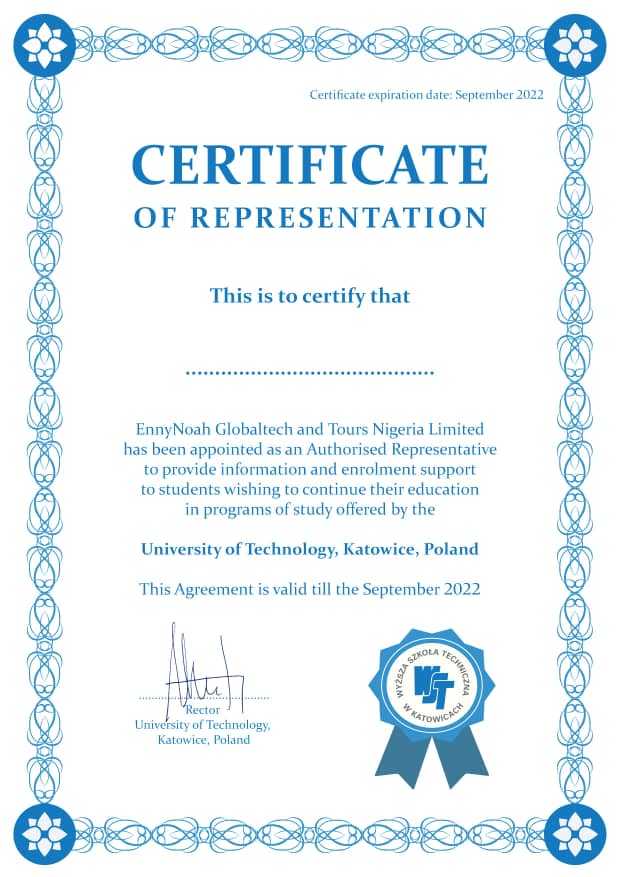 Certificate expiration date: September 2022
CERTIFICATE
OF REPRESENTATION
This is to certify that
..........................................
EnnyNoah Globaltech and Tours Nigeria Limited
has been appointed as an Authorised Representative
to provide information and enrolment support
to students wishing to continue their education
in programs of study offered by the
University of Technology, Katowice, Poland
This Agreement is valid till the September 2022
Rector
University of Technology,
Katowice, Poland
WYŻSZA SZKOŁA TECHNICZNA
WST
W KATOWICACH